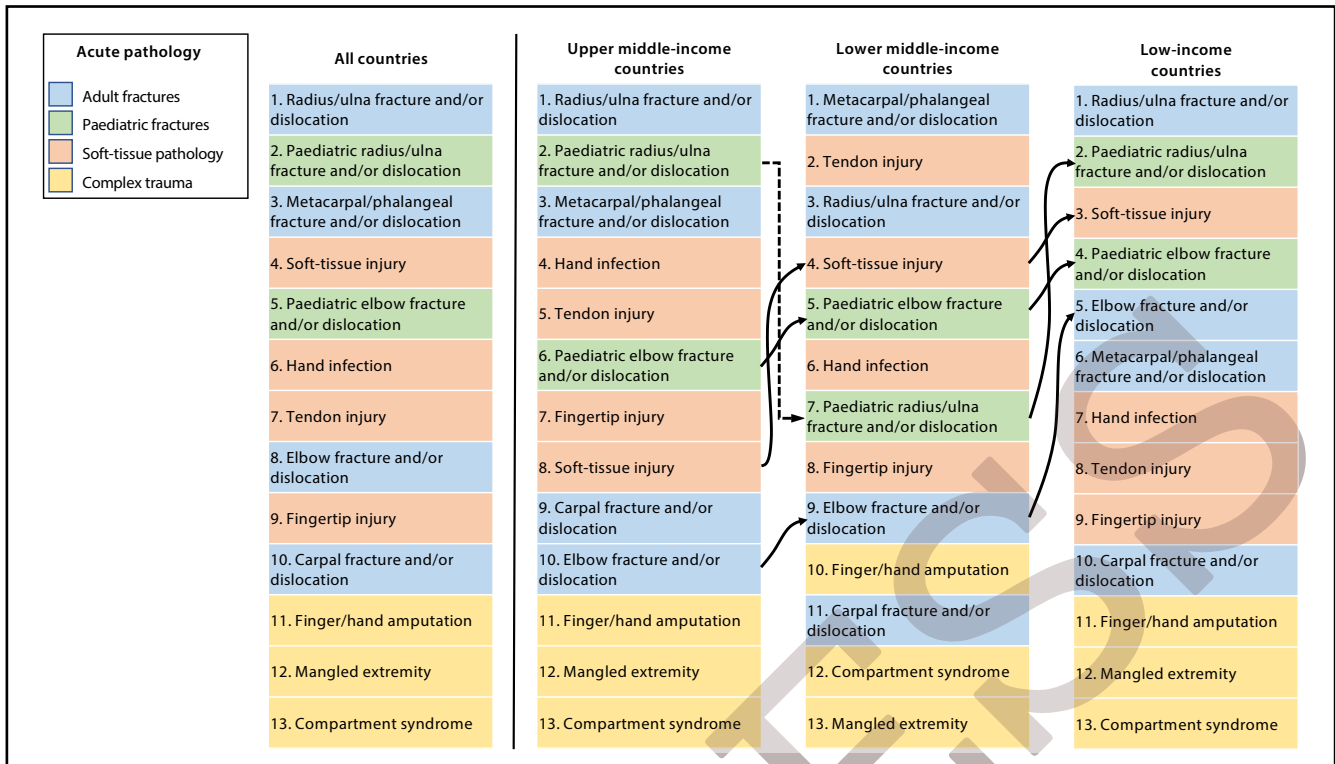 Acute pathology
Adult fractures
Paediatric fractures
Soft-tissue pathology
Complex trauma
All countries
1. Radius/ulna fracture and/or
dislocation
2. Paediatric radius/ulna
fracture and/or dislocation
3. Metacarpal/phalangeal
fracture and/or dislocation
4. Soft-tissue injury
5. Paediatric elbow fracture
and/or dislocation
6. Hand infection
7. Tendon injury
8. Elbow fracture and/or
dislocation
9. Fingertip injury
10. Carpal fracture and/or
dislocation
11. Finger/hand amputation
12. Mangled extremity
13. Compartment syndrome
Upper middle-income
countries
1. Radius/ulna fracture and/or
dislocation
2. Paediatric radius/ulna
fracture and/or dislocation
3. Metacarpal/phalangeal
fracture and/or dislocation
4. Hand infection
5. Tendon injury
6. Paediatric elbow fracture
and/or dislocation
7. Fingertip injury
8. Soft-tissue injury
9. Carpal fracture and/or
dislocation
10. Elbow fracture and/or
dislocation
11. Finger/hand amputation
12. Mangled extremity
13. Compartment syndrome
Lower middle-income
countries
1. Metacarpal/phalangeal
fracture and/or dislocation
2. Tendon injury
3. Radius/ulna fracture and/or
dislocation
4. Soft-tissue injury
5. Paediatric elbow fracture
and/or dislocation
6. Hand infection
7. Paediatric radius/ulna
fracture and/or dislocation
8. Fingertip injury
9. Elbow fracture and/or
dislocation
10. Finger/hand amputation
11. Carpal fracture and/or
dislocation
12. Compartment syndrome
13. Mangled extremity
Low-income
countries
1. Radius/ulna fracture and/or
dislocation
2. Paediatric radius/ulna
fracture and/or dislocation
3. Soft-tissue injury
4. Paediatric elbow fracture
and/or dislocation
5. Elbow fracture and/or
dislocation
6. Metacarpal/phalangeal
fracture and/or dislocation
7. Hand infection
8. Tendon injury
9. Fingertip injury
10. Carpal fracture and/or
dislocation
11. Finger/hand amputation
12. Mangled extremity
13. Compartment syndrome